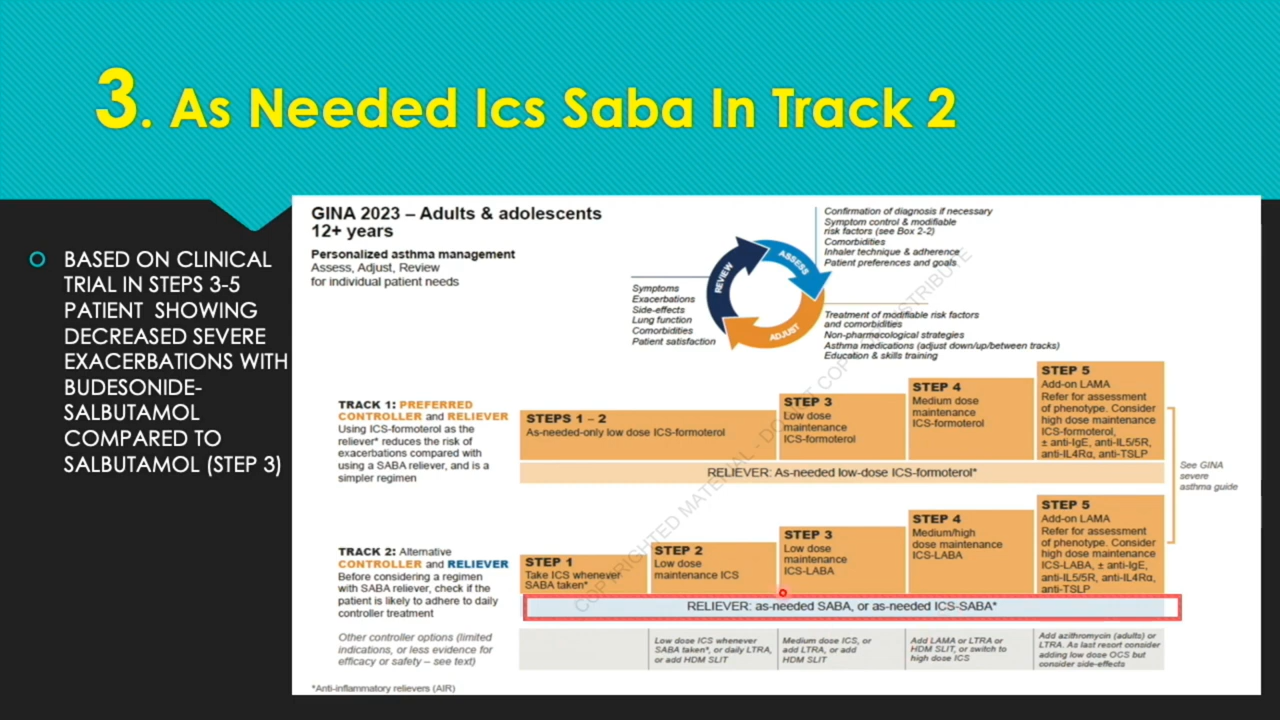 3. As Needed Ics Saba In Track 2
BASED ON CLINICAL
TRIAL IN STEPS 3-5
PATIENT SHOWING
DECREASED SEVERE
EXACERBATIONS WITH
BUDESONIDE-
SALBUTAMOL
COMPARED TO
SALBUTAMOL (STEP 3)
GINA 2023 – Adults & adolescents
12+ years
Personalized asthma management
Assess, Adjust, Review
for individual patient needs
Symptoms
Exacerbations
Side-effects
Lung function
Comorbidities
Patient satisfaction
REVIEW
ASSESS
ADJUST
Confirmation of diagnosis if necessary
Symptom control & modifiable
risk factors (see Box 2-2)
Comorbidities
Inhaler technique & adherence
Patient preferences and goals
Treatment of modifiable risk factors
and comorbidities
Non-pharmacological strategies
Asthma medications (adjust down/up/between tracks)
Education & skills training
TRACK 1: PREFERRED
CONTROLLER and RELIEVER
Using ICS-formoterol as the
reliever* reduces the risk of
exacerbations compared with
using a SABA reliever, and is a
simpler regimen
STEPS 1 – 2
As-needed-only low dose ICS-formoterol
STEP 3
Low dose
maintenance
ICS-formoterol
STEP 4
Medium dose
maintenance
ICS-formoterol
STEP 5
Add-on LAMA
Refer for assessment
of phenotype. Consider
high dose maintenance
ICS-formoterol,
± anti-IgE, anti-IL5/5R,
anti-IL4Rα, anti-TSLP
RELIEVER: As-needed low-dose ICS-formoterol*
See GINA
severe
asthma guide
TRACK 2: Alternative
CONTROLLER and RELIEVER
Before considering a regimen
with SABA reliever, check if the
patient is likely to adhere to daily
controller treatment
STEP 1
Take ICS whenever
SABA taken*
STEP 2
Low dose
maintenance ICS
STEP 3
Low dose
maintenance
ICS-LABA
STEP 4
Medium/high
dose maintenance
ICS-LABA
STEP 5
Add-on LAMA
Refer for assessment
of phenotype. Consider
high dose maintenance
ICS-LABA, ± anti-IgE,
anti-IL5/5R, anti-IL4Rα,
anti-TSLP
RELIEVER: as-needed SABA, or as-needed ICS-SABA*
Other controller options (limited
indications, or less evidence for
efficacy or safety – see text)
Low dose ICS whenever
SABA taken*, or daily LTRA,
or add HDM SLIT
Medium dose ICS, or
add LTRA, or add
HDM SLIT
Add LAMA or LTRA or
HDM SLIT, or switch to
high dose ICS
Add azithromycin (adults) or
LTRA. As last resort consider
adding low dose OCS but
consider side-effects
*Anti-inflammatory relievers (AIR)
COPYRIGHTED MATERIAL - DO NOT COPY OR DISTRIBUTE